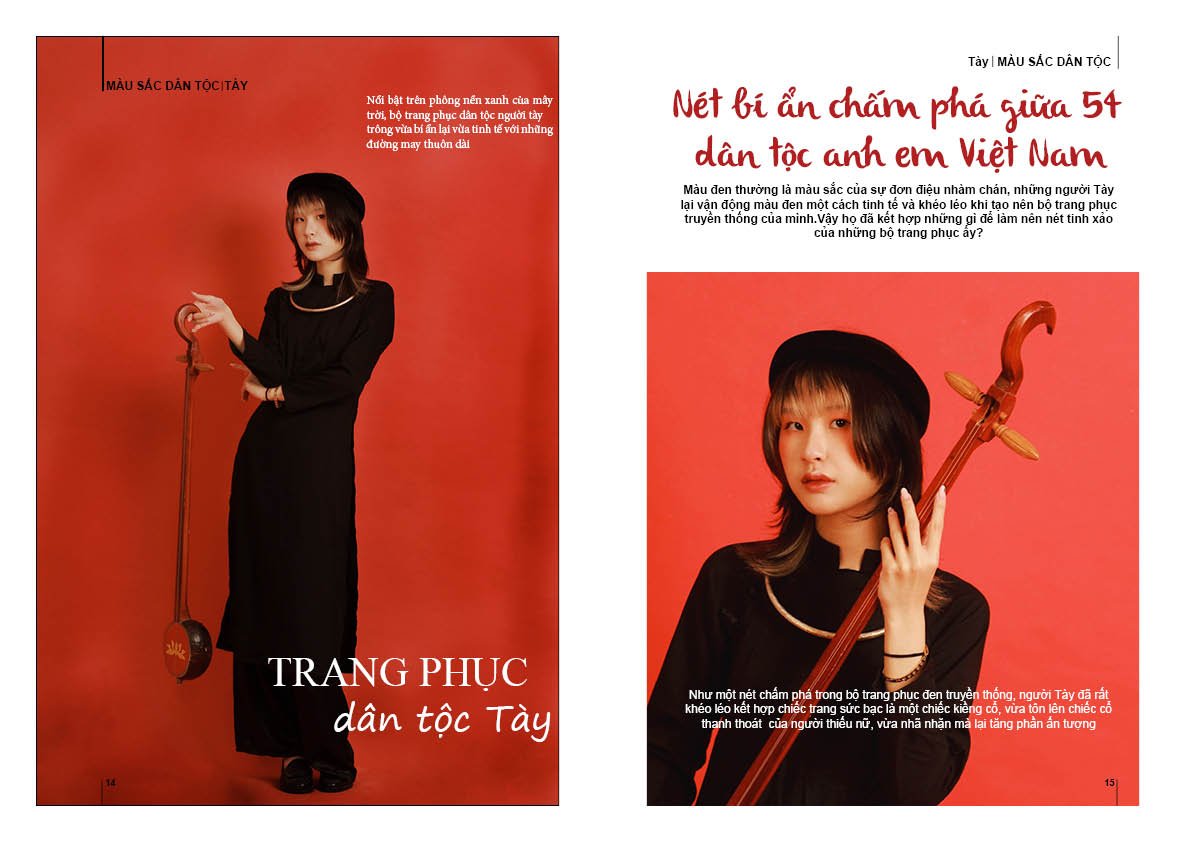 MÀU SẮC DÂN TỘC|TÀY
Nổi bật trên phông nền xanh của mây
trời, bộ trang phục dân tộc người tày
trông vừa bí ẩn lại vừa tinh tế với những
đường may thuôn dài
TRANG PHỤC
dân tộc Tày
14
Tày | MÀU SẮC DÂN TỘC
Nét bí ẩn chấm phá giữa 54
dân tộc anh em Việt Nam
Màu đen thường là màu sắc của sự đơn điệu nhàm chán, những người Tày
lại vận động màu đen một cách tinh tế và khéo léo khi tạo nên bộ trang phục
truyền thống của mình.Vậy họ đã kết hợp những gì để làm nên nét tinh xảo
của những bộ trang phục ấy?
Như một nét chấm phá trong bộ trang phục đen truyền thống, người Tày đã rất
khéo léo kết hợp chiếc trang sức bạc là một chiếc kiềng cổ, vừa tôn lên chiếc cổ
thanh thoát của người thiếu nữ, vừa nhã nhặn mà lại tăng phần ấn tượng
15